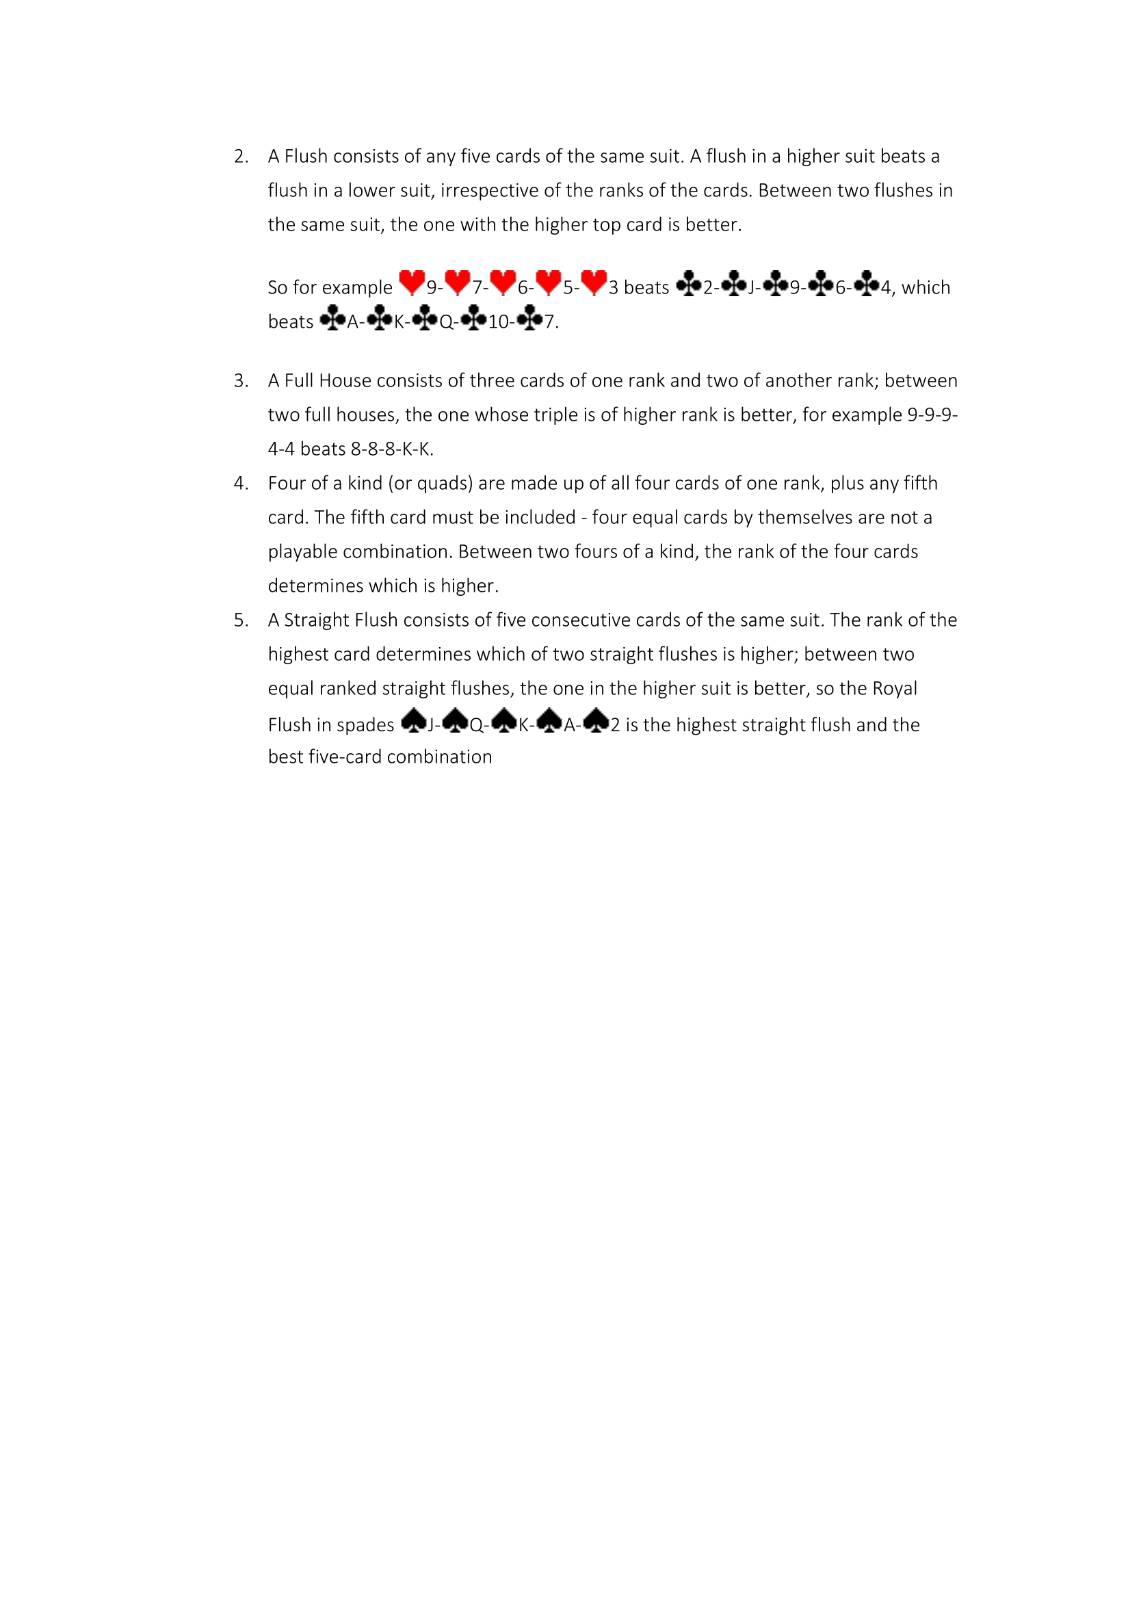 2. A Flush consists of any five cards of the same suit. A flush in a higher suit beats a
flush in a lower suit, irrespective of the ranks of the cards. Between two flushes in
the same suit, the one with the higher top card is better.
So for example ♥9-♥7-♥6-♥5-♥3 beats ♣2-♣J-♣9-♣6-♣4, which
beats ♣A-♣K-♣Q-♣10-♣7.
3. A Full House consists of three cards of one rank and two of another rank; between
two full houses, the one whose triple is of higher rank is better, for example 9-9-9-
4-4 beats 8-8-8-K-K.
4. Four of a kind (or quads) are made up of all four cards of one rank, plus any fifth
card. The fifth card must be included - four equal cards by themselves are not a
playable combination. Between two fours of a kind, the rank of the four cards
determines which is higher.
5. A Straight Flush consists of five consecutive cards of the same suit. The rank of the
highest card determines which of two straight flushes is higher; between two
equal ranked straight flushes, the one in the higher suit is better, so the Royal
Flush in spades ♠J-♠Q-♠K-♠A-♠2 is the highest straight flush and the
best five-card combination